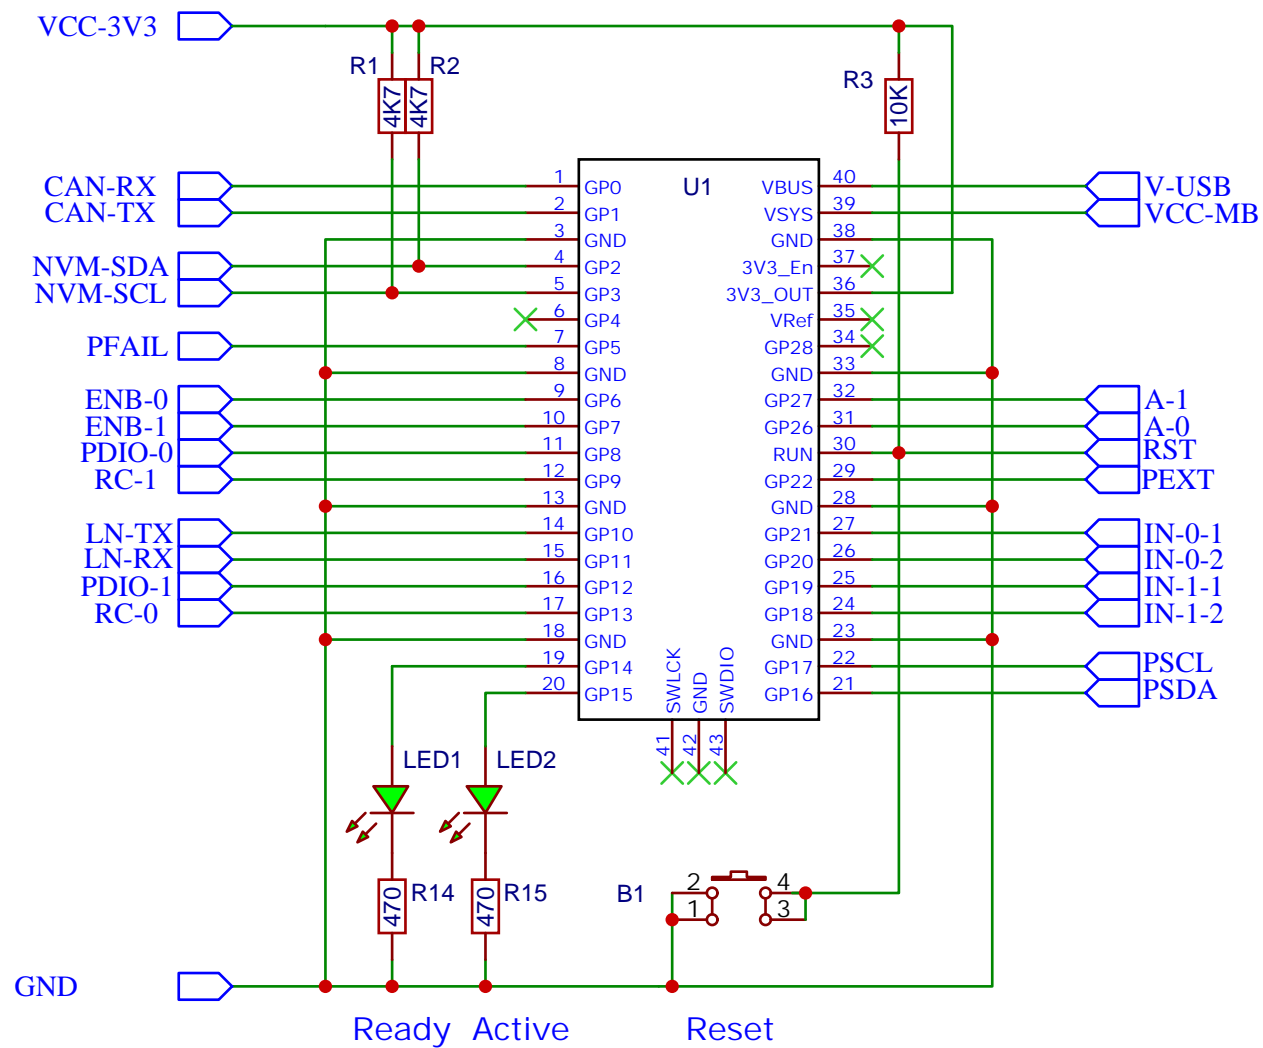 VCC-3V3
R1 R2 R3
4K7 4K7 10K
U1
CAN-RX 1 GP0 VBUS 40 V-USB
CAN-TX 2 GP1 VSYS 39 VCC-MB
3 GND GND 38
NVM-SDA 4 GP2 3V3_En 37
NVM-SCL 5 GP3 3V3_OUT 36
6 GP4 VRef 35
PFAIL 7 GP5 GP28 34
8 GND GND 33
ENB-0 9 GP6 GP27 32 A-1
ENB-1 10 GP7 GP26 31 A-0
PDIO-0 11 GP8 RUN 30 RST
RC-1 12 GP9 GP22 29 PEXT
13 GND GND 28
LN-TX 14 GP10 GP21 27 IN-0-1
LN-RX 15 GP11 GP20 26 IN-0-2
PDIO-1 16 GP12 GP19 25 IN-1-1
RC-0 17 GP13 GP18 24 IN-1-2
18 GND GND 23
19 GP14 GP17 22 PSCL
20 GP15 GP16 21 PSDA
SWLCK GND SWDIO
41 42 43
LED1 LED2
470 R14 470 R15
B1 2 4
1 3
GND
Ready Active Reset